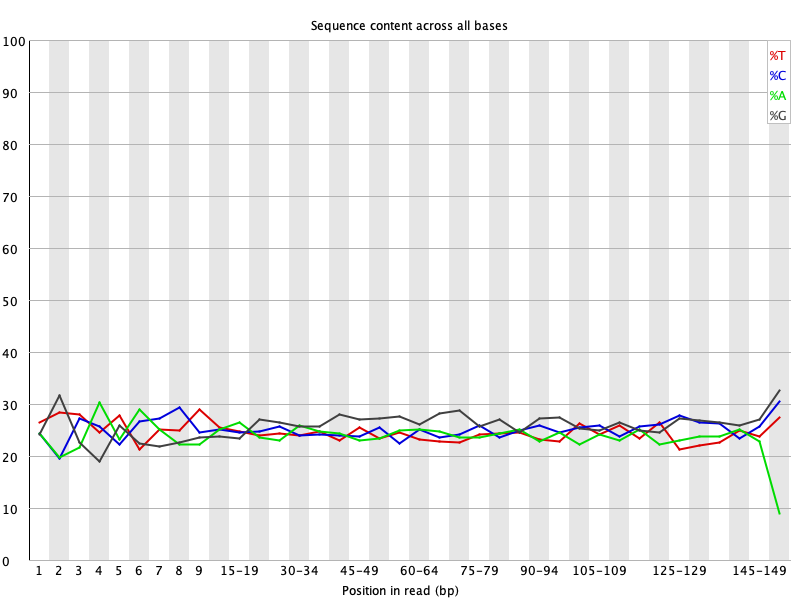 Sequence content across all bases
100
90
80
70
60
50
40
30
20
10
0
%T
%C
%A
%G
1 2 3 4 5 6 7 8 9 15-19 30-34 45-49 60-64 75-79 90-94 105-109 125-129 145-149
Position in read (bp)